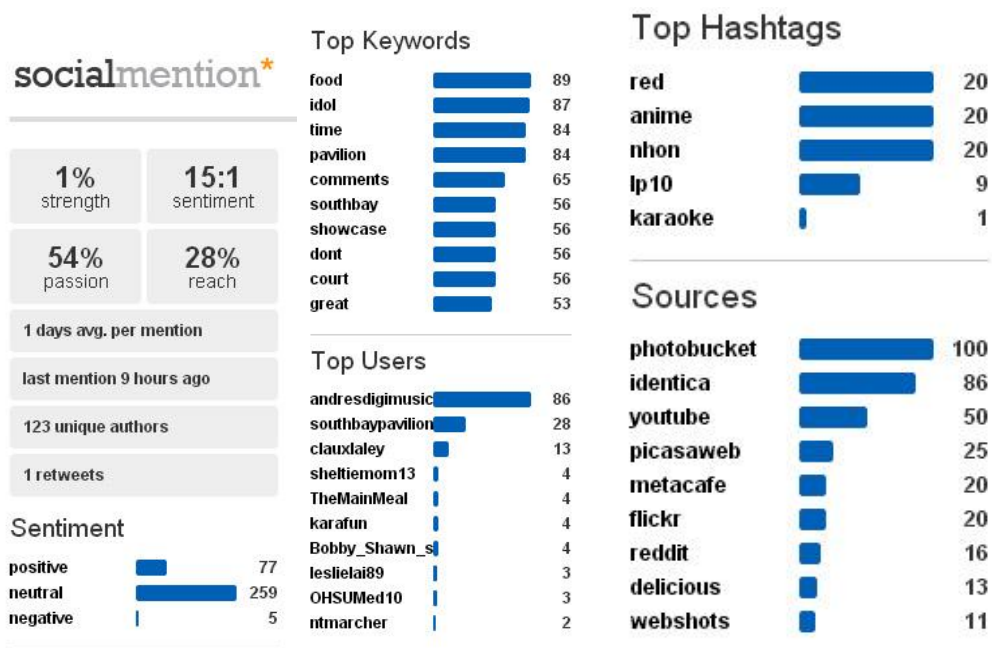 socialmention*
1% strength
15:1 sentiment
54% passion
28% reach
1 days avg. per mention
last mention 9 hours ago
123 unique authors
1 retweets
Sentiment
positive 77
neutral 259
negative 5
Top Keywords
food 89
idol 87
time 84
pavilion 84
comments 65
southbay 56
showcase 56
dont 56
court 56
great 53
Top Users
andresdigimusic 86
southbaypavilion 28
clauxlaley 13
sheltiemom13 4
TheMainMeal 4
karafun 4
Bobby_Shawn_s 4
leslielai89 3
OHSUMed10 3
ntmarcher 2
Top Hashtags
red 20
anime 20
nhon 20
lp10 9
karaoke 1
Sources
photobucket 100
identica 86
youtube 50
picasaweb 25
metacafe 20
flickr 20
reddit 16
delicious 13
webshots 11